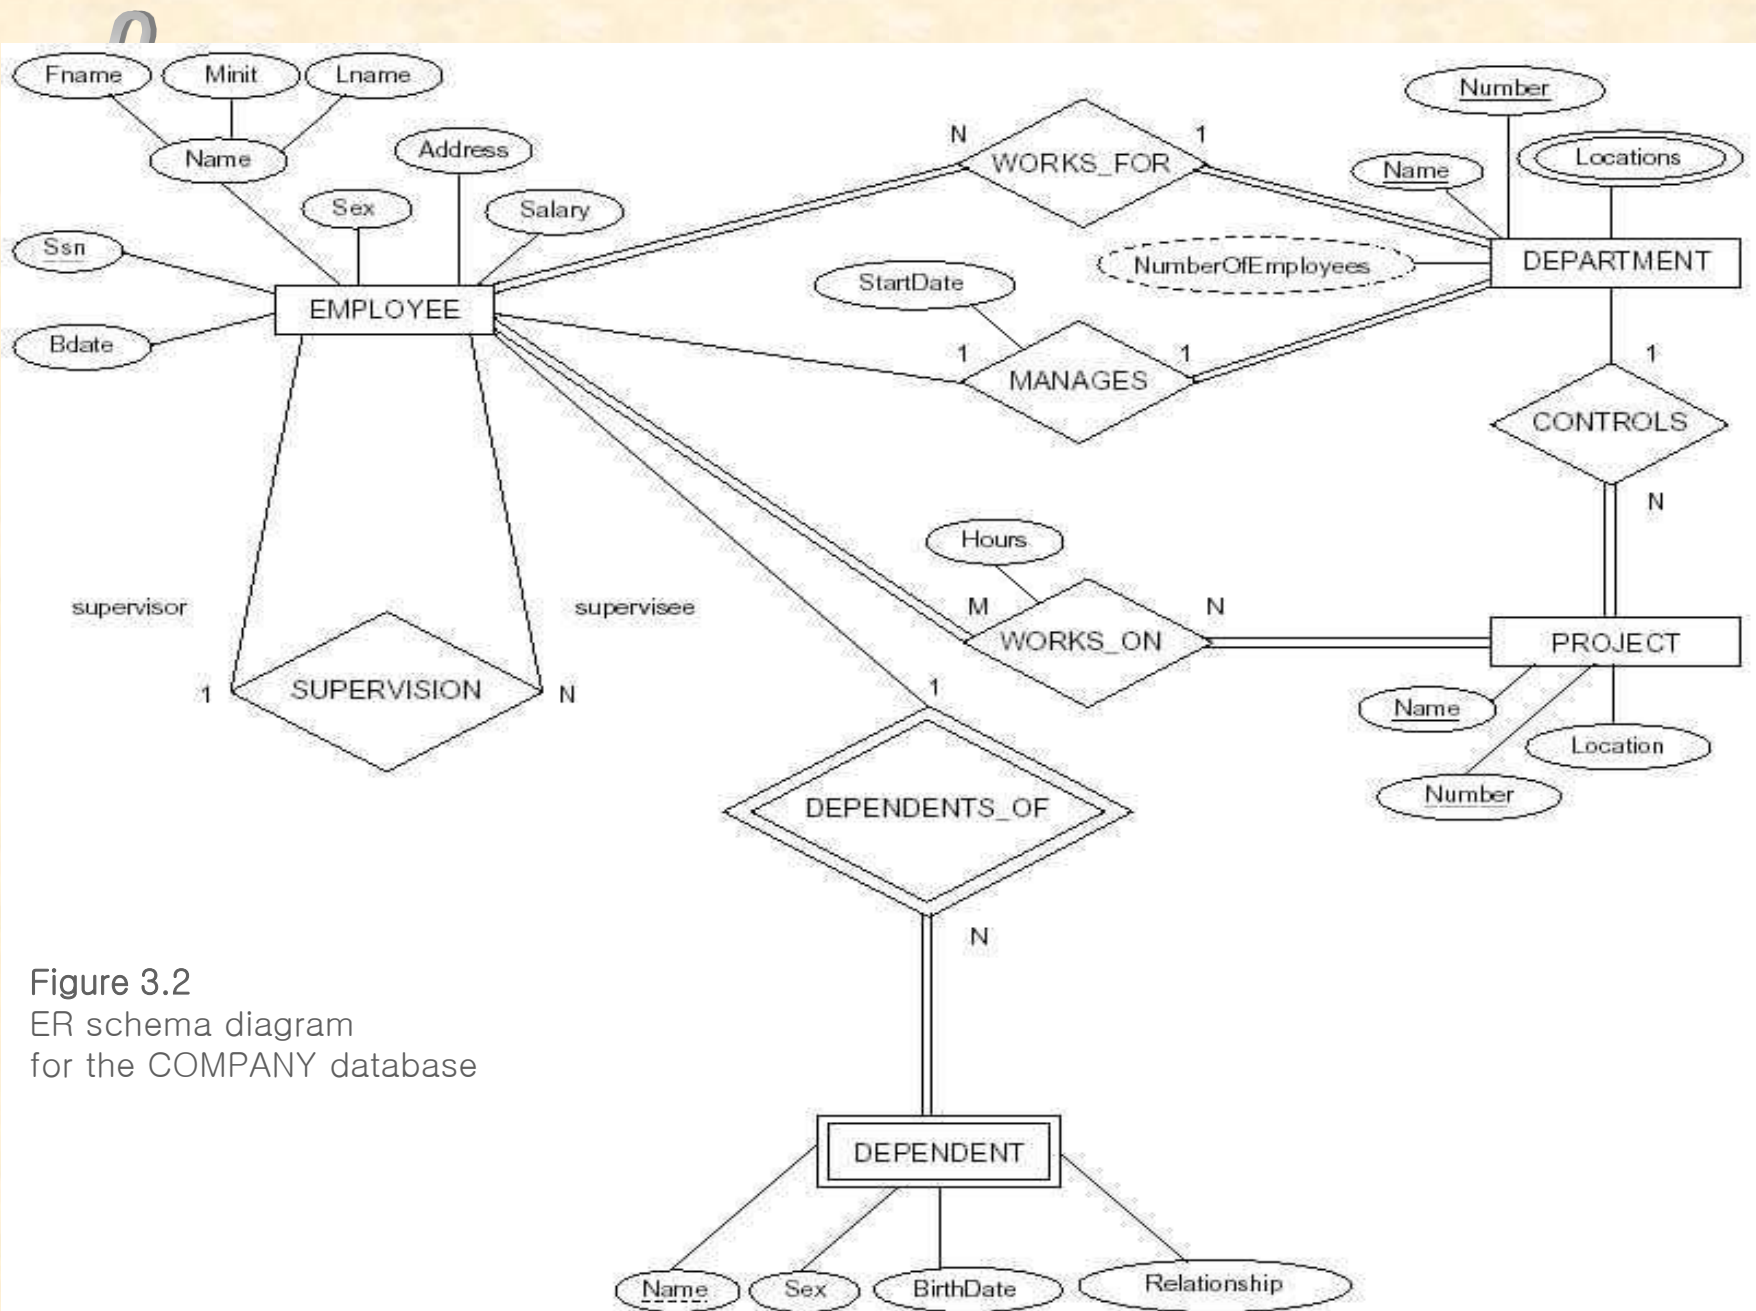 Fname Minit Lname
Number
Name
Address
N
WORKS_FOR
1
Name
Locations
Sex
Salary
Ssn
StartDate
NumberOfEmployees
DEPARTMENT
EMPLOYEE
Bdate
1
MANAGES
1
1
CONTROLS
N
Hours
supervisor
supervisee
M
WORKS_ON
N
PROJECT
1
SUPERVISION
N
1
Name
Location
Number
DEPENDENTS_OF
N
Figure 3.2
ER schema diagram
for the COMPANY database
DEPENDENT
Name
Sex
BirthDate
Relationship